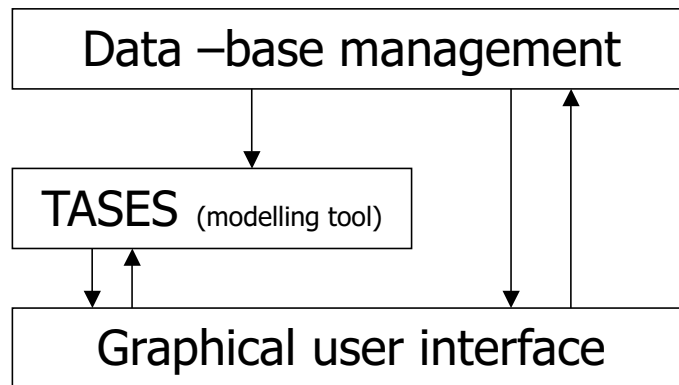 Data –base management
TASES (modelling tool)
Graphical user interface